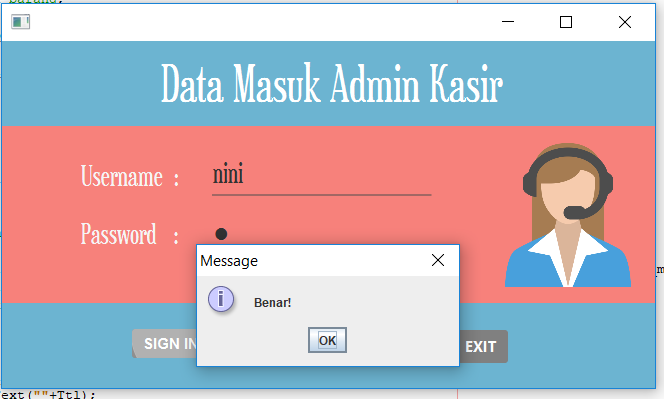 barang;
Data Masuk Admin Kasir
Username :
nini
Password :
Message
Benar!
OK
SIGN IN
EXIT
ext(""+Ttl);